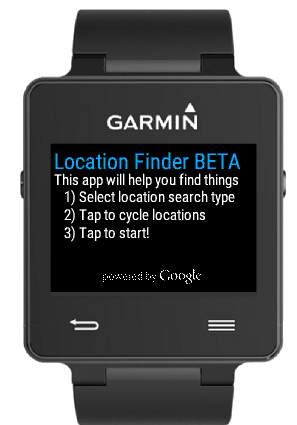 GARMIN
Location Finder BETA
This app will help you find things
1) Select location search type
2) Tap to cycle locations
3) Tap to start!
powered by Google